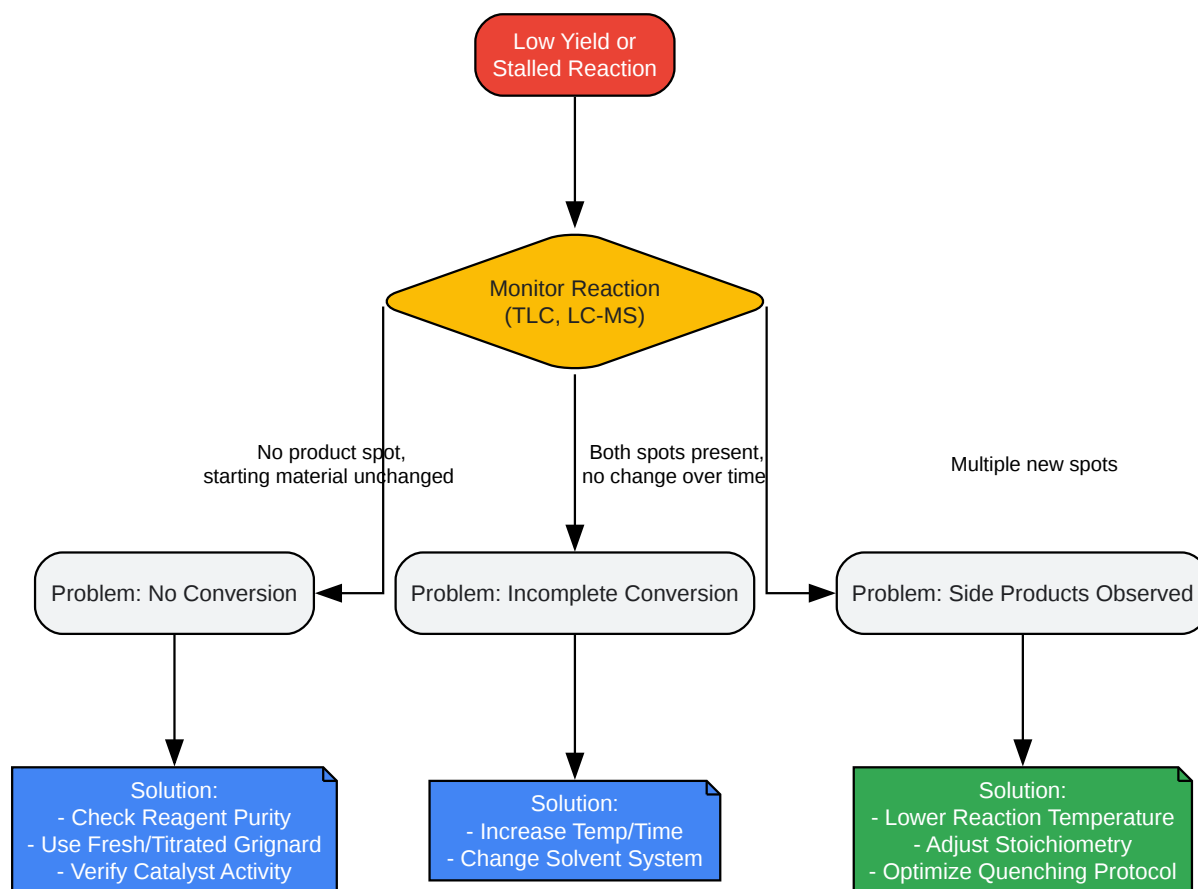 Low Yield or
Stalled Reaction
Monitor Reaction
(TLC, LC-MS)
No product spot,
starting material unchanged
Both spots present,
no change over time
Multiple new spots
Problem: No Conversion
Problem: Incomplete Conversion
Problem: Side Products Observed
Solution:
- Check Reagent Purity
- Use Fresh/Titrated Grignard
- Verify Catalyst Activity
Solution:
- Increase Temp/Time
- Change Solvent System
Solution:
- Lower Reaction Temperature
- Adjust Stoichiometry
- Optimize Quenching Protocol